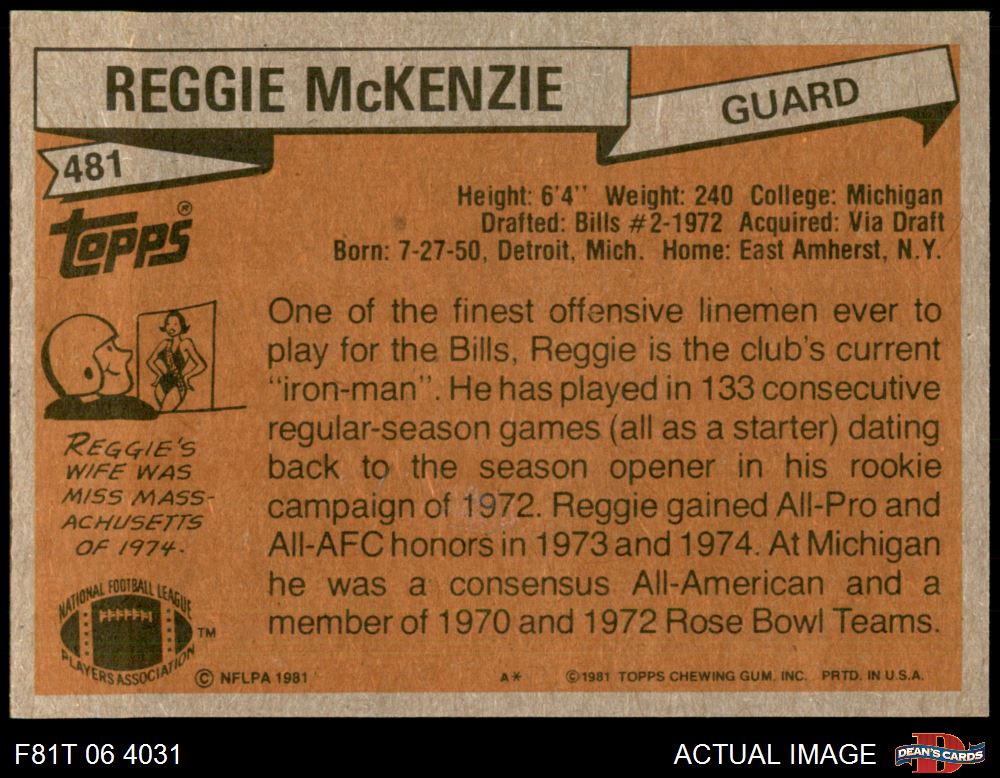 REGGIE McKENZIE
GUARD
481
TOPPS®
Height: 6'4" Weight: 240 College: Michigan
Drafted: Bills #2-1972 Acquired: Via Draft
Born: 7-27-50, Detroit, Mich. Home: East Amherst, N.Y.
One of the finest offensive linemen ever to
play for the Bills, Reggie is the club's current
"iron-man". He has played in 133 consecutive
regular-season games (all as a starter) dating
back to the season opener in his rookie
campaign of 1972. Reggie gained All-Pro and
All-AFC honors in 1973 and 1974. At Michigan
he was a consensus All-American and a
member of 1970 and 1972 Rose Bowl Teams.
REGGIE'S
WIFE WAS
MISS MASS-
ACHUSETTS
OF 1974.
NATIONAL FOOTBALL LEAGUE
PLAYERS ASSOCIATION
TM
© NFLPA 1981
A*
© 1981 TOPPS CHEWING GUM, INC. PRTD. IN U.S.A.
F81T 06 4031
ACTUAL IMAGE
D
DEAN'S CARDS